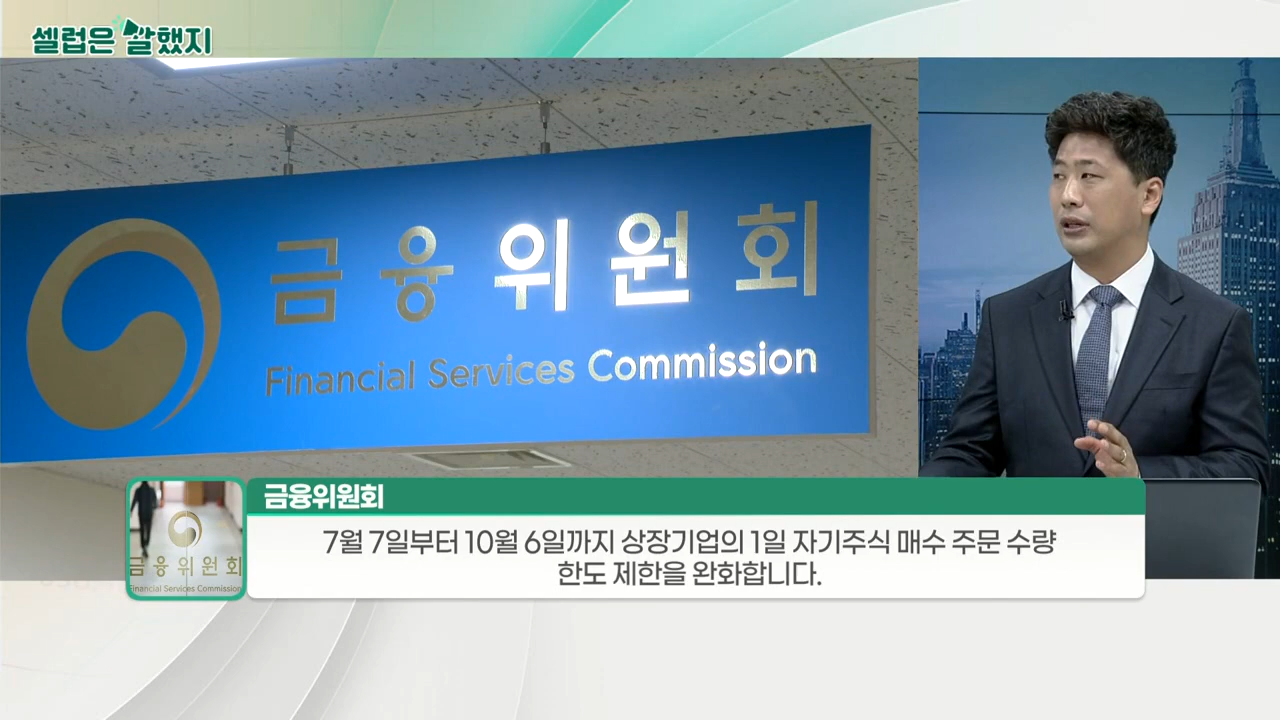 셀럽은 말했지
금융위원회
Financial Services Commission
금융위원회
7월 7일부터 10월 6일까지 상장기업의 1일 자기주식 매수 주문 수량
한도 제한을 완화합니다.
금융위원회
Financial Services Commission